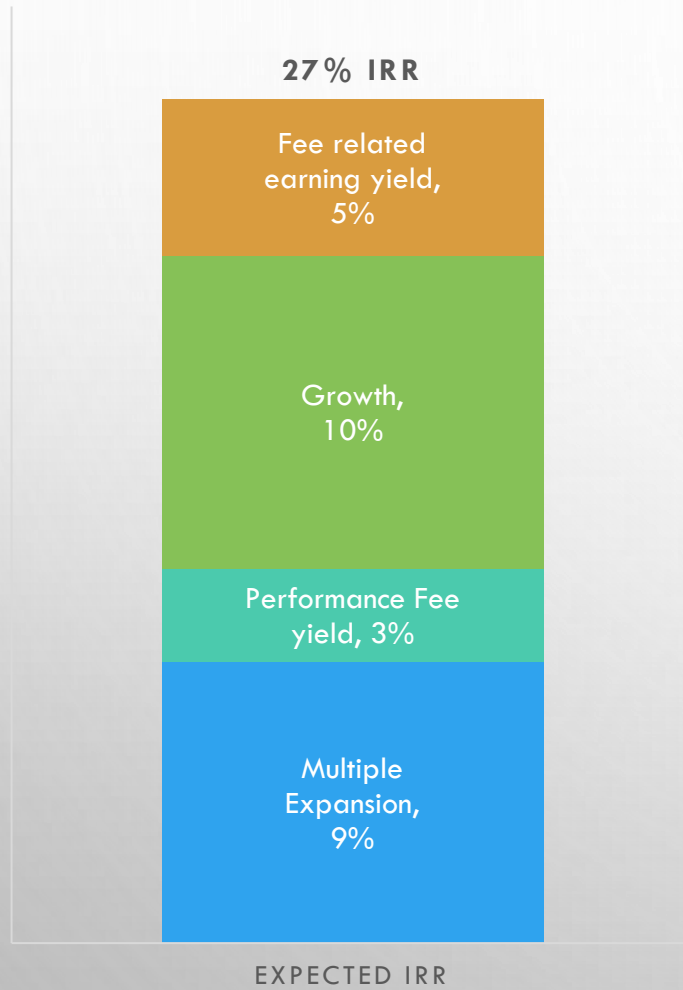 27% IRR
Fee related
earning yield,
5%
Growth,
10%
Performance Fee
yield, 3%
Multiple
Expansion,
9%
EXPECTED IRR